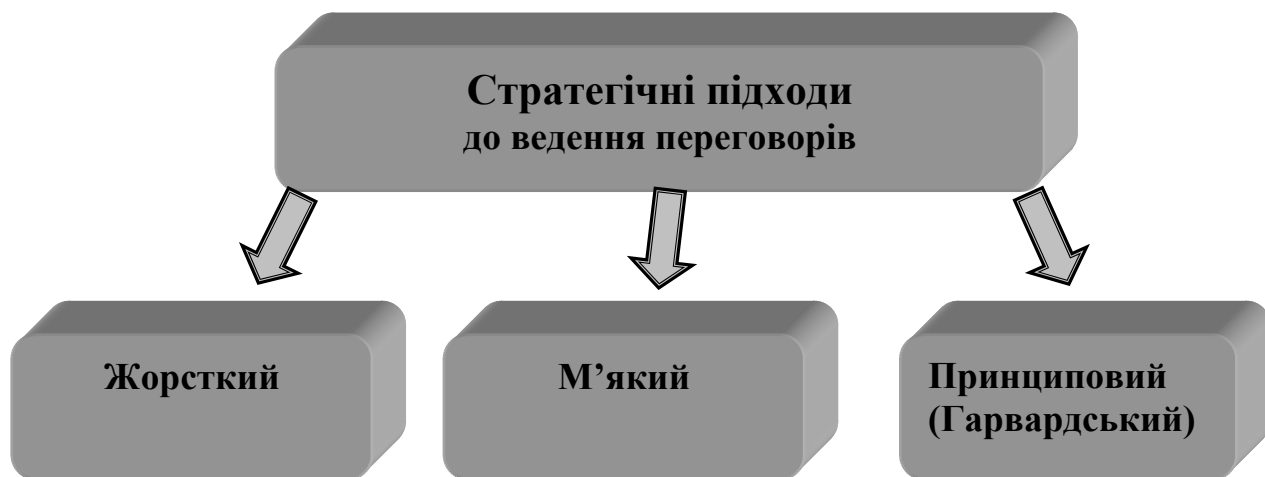 Стратегічні підходи
до ведення переговорів
Жорсткий
М’який
Принциповий
(Гарвардський)